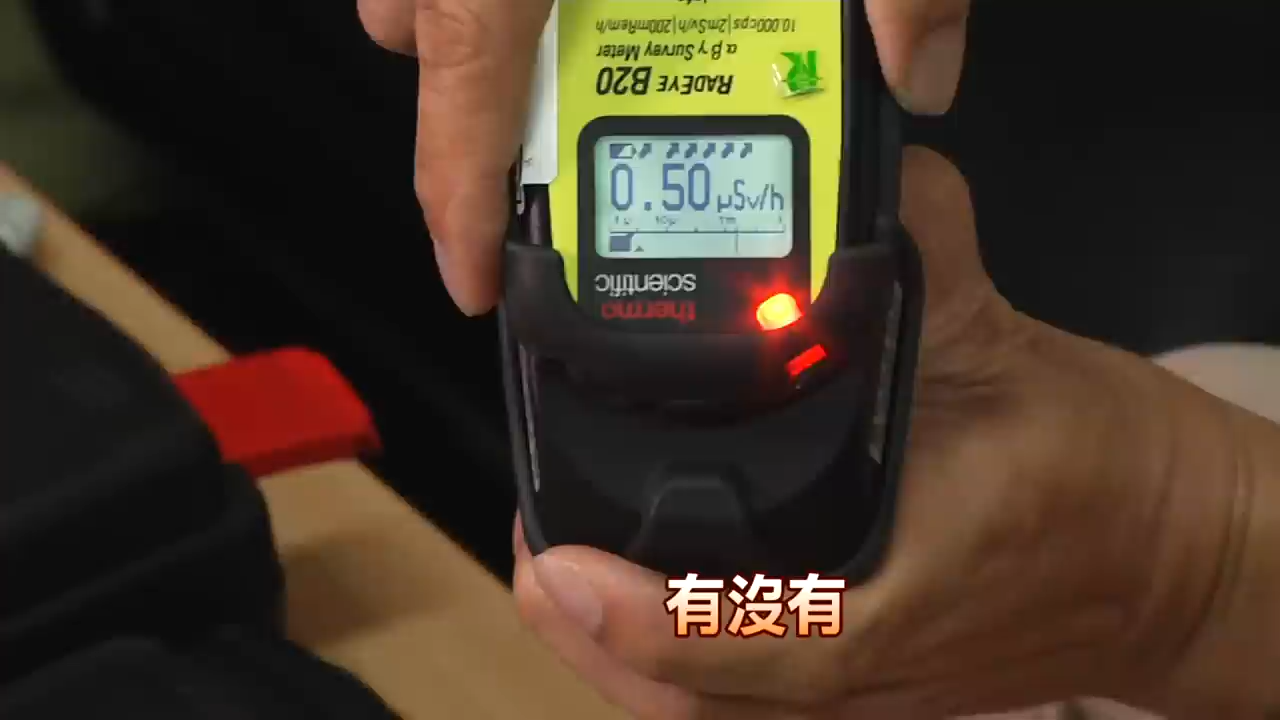 10,000cps | 2mSv/h | 200mRem/h
α β γ Survey Meter
RADEYE B20
0.50 µSv/h
scientific
thermo
有沒有